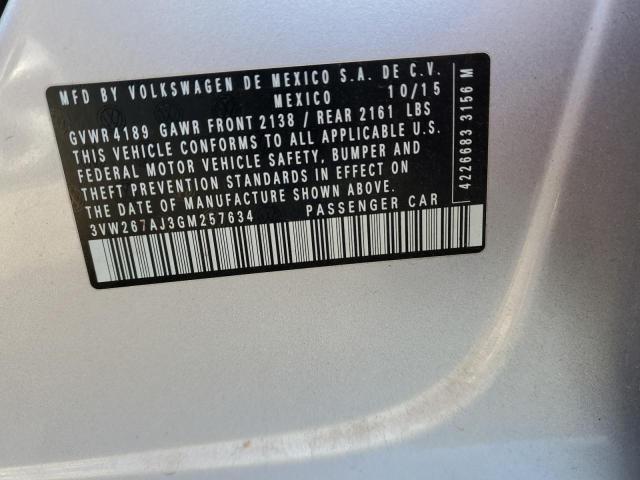 MFD BY VOLKSWAGEN DE MEXICO S.A. DE C.V.
MEXICO 10/15
GVWR 4189 GAWR FRONT 2138 / REAR 2161 LBS
THIS VEHICLE CONFORMS TO ALL APPLICABLE U.S.
FEDERAL MOTOR VEHICLE SAFETY, BUMPER AND
THEFT PREVENTION STANDARDS IN EFFECT ON
THE DATE OF MANUFACTURE SHOWN ABOVE.
3VW267AJ3GM257634 PASSENGER CAR
4226683 3156 M